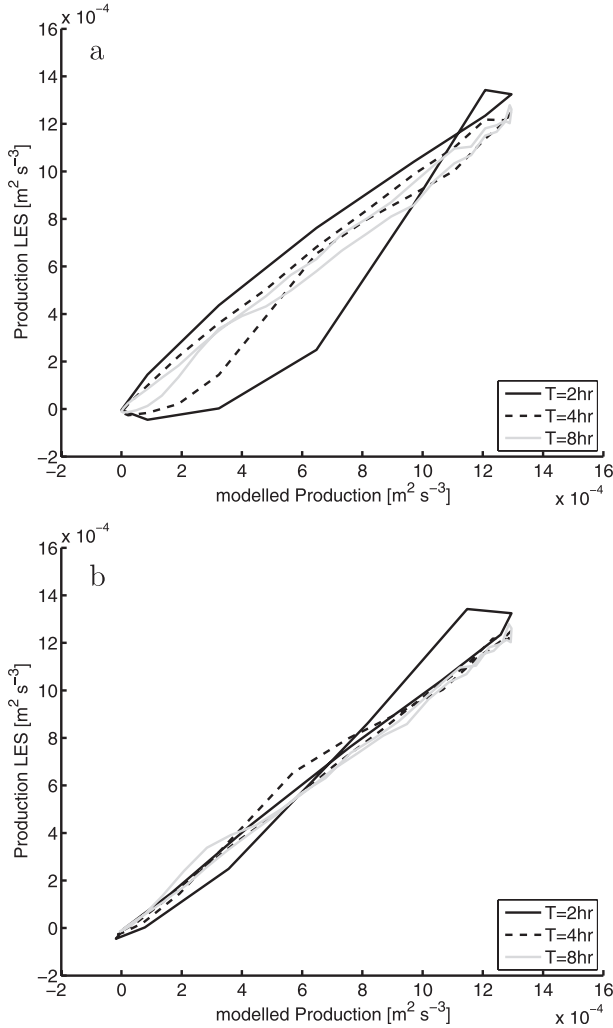 x 10⁻⁴
16
a
14
12
10
8
6
4
2
0
−2
Production LES [m² s⁻³]
T=2hr
T=4hr
T=8hr
−2 0 2 4 6 8 10 12 14 16
modelled Production [m² s⁻³] x 10⁻⁴
x 10⁻⁴
16
b
14
12
10
8
6
4
2
0
−2
Production LES [m² s⁻³]
T=2hr
T=4hr
T=8hr
−2 0 2 4 6 8 10 12 14 16
modelled Production [m² s⁻³] x 10⁻⁴